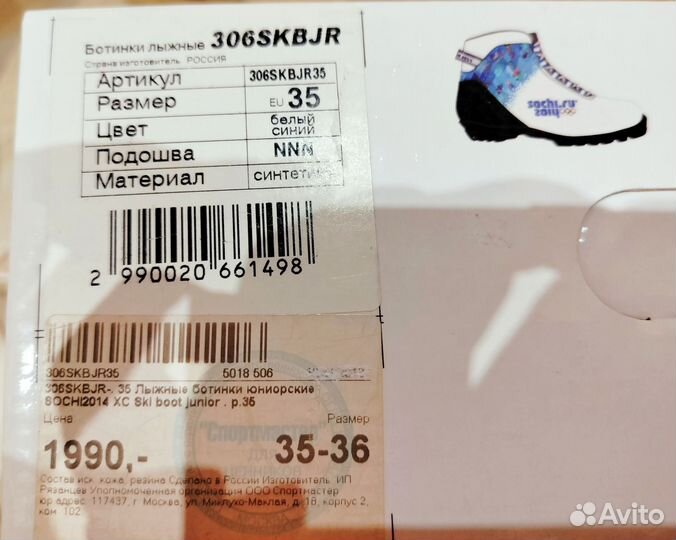 Ботинки лыжные 306SKBJR
Страна изготовитель РОССИЯ
Артикул 306SKBJR35
Размер EU 35
Цвет белый синий
Подошва NNN
Материал синтети
sochi.ru
2014
2 990020 661498
306SKBJR35 5018 506
306SKBJR-. 35 Лыжные ботинки юниорские
SOCHI2014 XC Ski boot junior . р.35
Цена Размер
"Спортмастер"
ДЛЯ
ЦЕННИКОВ
1990,- 35-36
Состав иск. кожа, резина Сделано в России Изготовитель ИП
Рязанцев Уполномоченная организация ООО Спортмастер
юр адрес 117437, г Москва, ул. Миклухо-Маклая, д.18, корпус 2,
ком 102
Avito